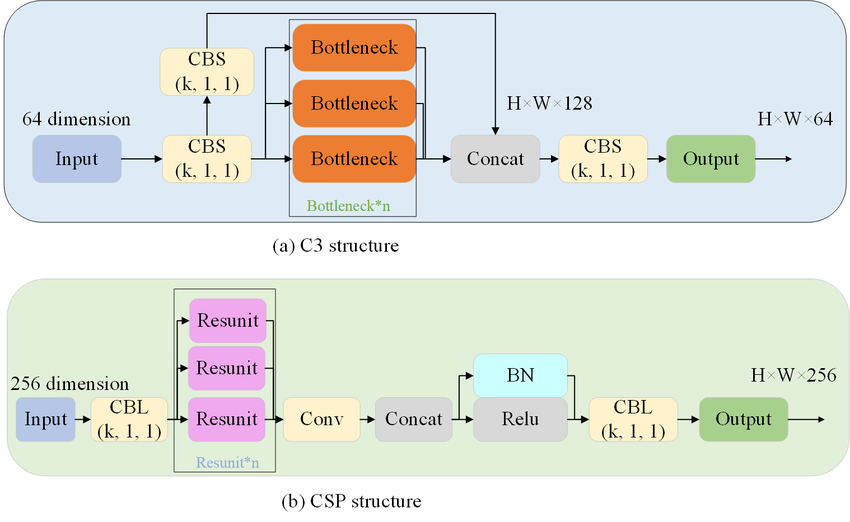 CBS
(k, 1, 1)
Bottleneck
Bottleneck
Bottleneck
64 dimension
H×W×128
H×W×64
Input
CBS
(k, 1, 1)
Concat
CBS
(k, 1, 1)
Output
Bottleneck*n
(a) C3 structure
Resunit
Resunit
Resunit
256 dimension
BN
H×W×256
Input
CBL
(k, 1, 1)
Conv
Concat
Relu
CBL
(k, 1, 1)
Output
Resunit*n
(b) CSP structure